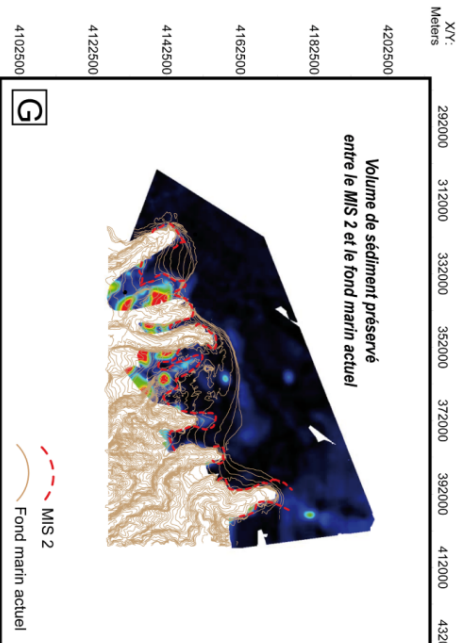 X/Y:
Meters
292000
312000
332000
352000
372000
392000
412000
4202500
4182500
4162500
4142500
4122500
4102500
Volume de sédiment préservé
entre le MIS 2 et le fond marin actuel
G
MIS 2
Fond marin actuel